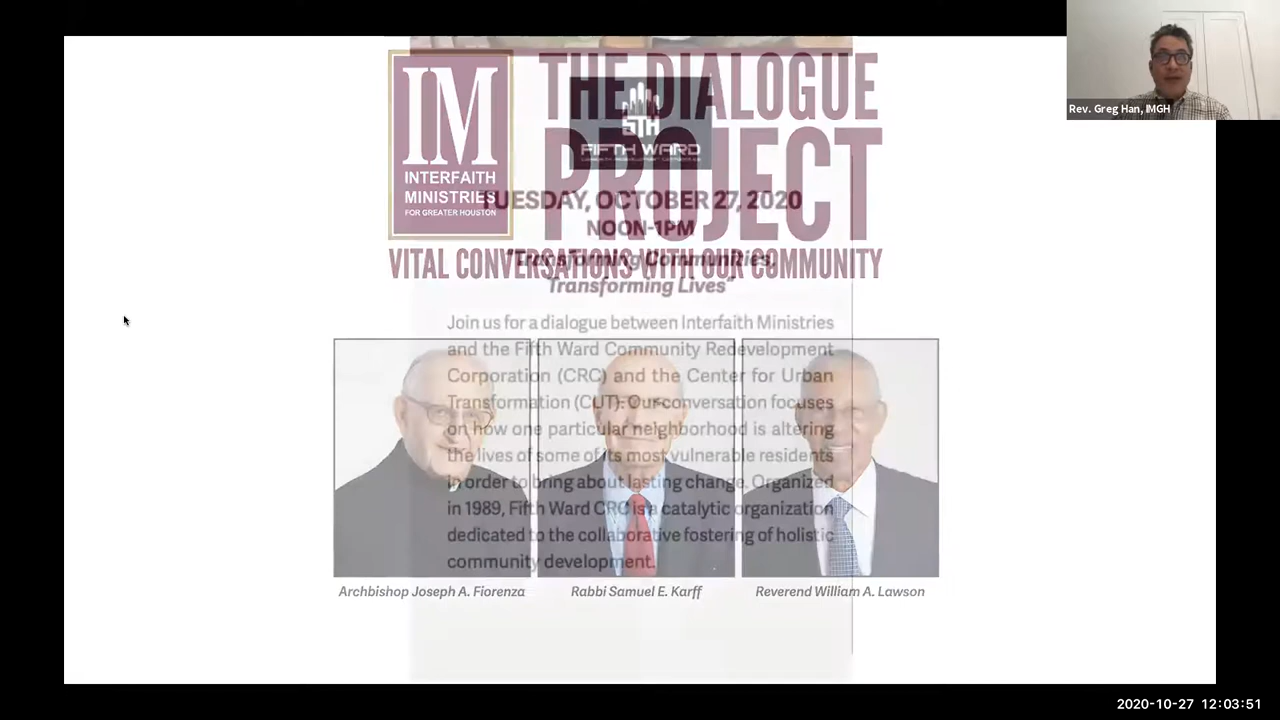 Rev. Greg Han, IMGH
IM
INTERFAITH
MINISTRIES
FOR GREATER HOUSTON
THE DIALOGUE
PROJECT
VITAL CONVERSATIONS WITH OUR COMMUNITY
5TH
FIFTH WARD
TUESDAY, OCTOBER 27, 2020
NOON-1PM
"Transforming Communities,
Transforming Lives"
Join us for a dialogue between Interfaith Ministries
and the Fifth Ward Community Redevelopment
Corporation (CRC) and the Center for Urban
Transformation (CUT). Our conversation focuses
on how one particular neighborhood is altering
the lives of some of its most vulnerable residents
in order to bring about lasting change. Organized
in 1989, Fifth Ward CRC is a catalytic organization
dedicated to the collaborative fostering of holistic
community development.
Archbishop Joseph A. Fiorenza
Rabbi Samuel E. Karff
Reverend William A. Lawson
2020-10-27 12:03:51